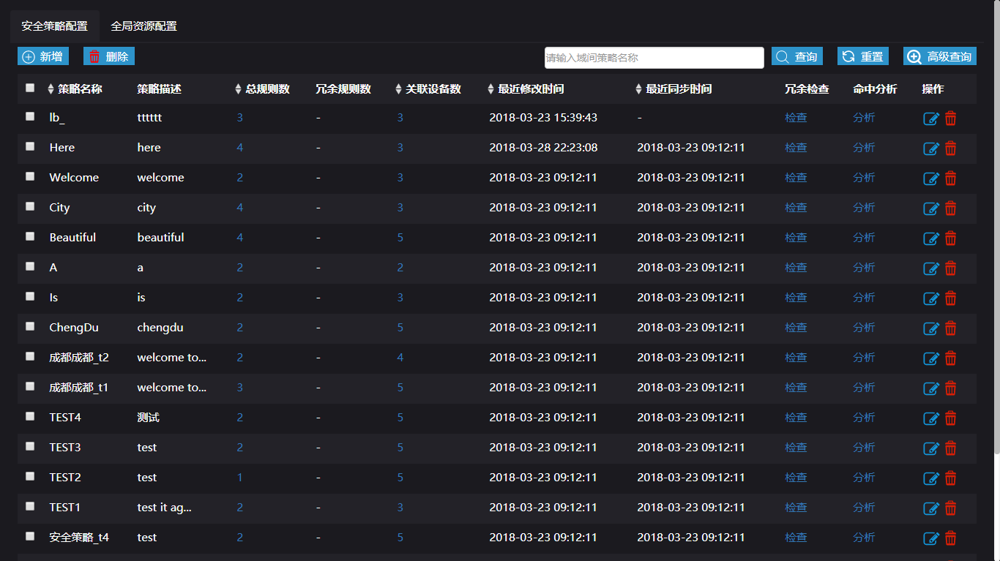 安全策略配置 全局资源配置
新增 删除 请输入域间策略名称 查询 重置 高级查询
策略名称 策略描述 总规则数 冗余规则数 关联设备数 最近修改时间 最近同步时间 冗余检查 命中分析 操作
lb_ tttttt 3 - 3 2018-03-23 15:39:43 - 检查 分析
Here here 4 - 3 2018-03-28 22:23:08 2018-03-23 09:12:11 检查 分析
Welcome welcome 2 - 3 2018-03-23 09:12:11 2018-03-23 09:12:11 检查 分析
City city 4 - 3 2018-03-23 09:12:11 2018-03-23 09:12:11 检查 分析
Beautiful beautiful 4 - 5 2018-03-23 09:12:11 2018-03-23 09:12:11 检查 分析
A a 2 - 2 2018-03-23 09:12:11 2018-03-23 09:12:11 检查 分析
Is is 2 - 3 2018-03-23 09:12:11 2018-03-23 09:12:11 检查 分析
ChengDu chengdu 2 - 5 2018-03-23 09:12:11 2018-03-23 09:12:11 检查 分析
成都成都_t2 welcome to... 2 - 4 2018-03-23 09:12:11 2018-03-23 09:12:11 检查 分析
成都成都_t1 welcome to... 3 - 5 2018-03-23 09:12:11 2018-03-23 09:12:11 检查 分析
TEST4 测试 2 - 5 2018-03-23 09:12:11 2018-03-23 09:12:11 检查 分析
TEST3 test 2 - 5 2018-03-23 09:12:11 2018-03-23 09:12:11 检查 分析
TEST2 test 1 - 5 2018-03-23 09:12:11 2018-03-23 09:12:11 检查 分析
TEST1 test it ag... 2 - 3 2018-03-23 09:12:11 2018-03-23 09:12:11 检查 分析
安全策略_t4 test 2 - 5 2018-03-23 09:12:11 2018-03-23 09:12:11 检查 分析